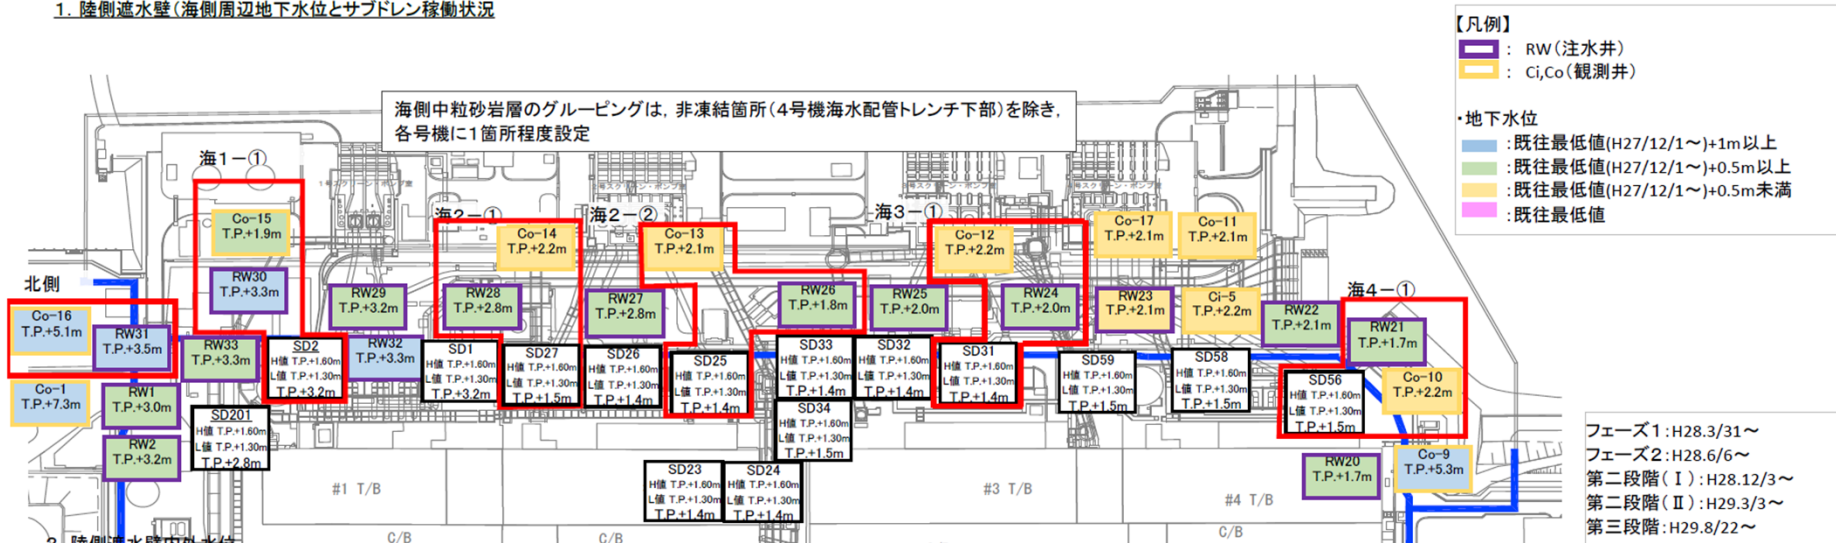 1. 陸側遮水壁(海側周辺地下水位とサブドレン稼働状況
【凡例】
: RW(注水井)
: Ci,Co(観測井)
・地下水位
:既往最低値(H27/12/1〜)+1m以上
:既往最低値(H27/12/1〜)+0.5m以上
:既往最低値(H27/12/1〜)+0.5m未満
:既往最低値
海側中粒砂岩層のグルーピングは,非凍結箇所(4号機海水配管トレンチ下部)を除き,
各号機に1箇所程度設定
海1-①
海2-①
海2-②
海3-①
海4-①
北側
Co-15
T.P.+1.9m
Co-14
T.P.+2.2m
Co-13
T.P.+2.1m
Co-12
T.P.+2.2m
Co-17
T.P.+2.1m
Co-11
T.P.+2.1m
RW30
T.P.+3.3m
RW29
T.P.+3.2m
RW28
T.P.+2.8m
RW27
T.P.+2.8m
RW26
T.P.+1.8m
RW25
T.P.+2.0m
RW24
T.P.+2.0m
RW23
T.P.+2.1m
Ci-5
T.P.+2.2m
RW22
T.P.+2.1m
RW21
T.P.+1.7m
Co-16
T.P.+5.1m
RW31
T.P.+3.5m
RW33
T.P.+3.3m
SD2
H値 T.P.+1.60m
L値 T.P.+1.30m
T.P.+3.2m
RW32
T.P.+3.3m
SD1
H値 T.P.+1.60m
L値 T.P.+1.30m
T.P.+3.2m
SD27
H値 T.P.+1.60m
L値 T.P.+1.30m
T.P.+1.5m
SD26
H値 T.P.+1.60m
L値 T.P.+1.30m
T.P.+1.4m
SD25
H値 T.P.+1.60m
L値 T.P.+1.30m
T.P.+1.4m
SD33
H値 T.P.+1.60m
L値 T.P.+1.30m
T.P.+1.4m
SD32
H値 T.P.+1.60m
L値 T.P.+1.30m
T.P.+1.4m
SD31
H値 T.P.+1.60m
L値 T.P.+1.30m
T.P.+1.4m
SD59
H値 T.P.+1.60m
L値 T.P.+1.30m
T.P.+1.5m
SD58
H値 T.P.+1.60m
L値 T.P.+1.30m
T.P.+1.5m
SD56
H値 T.P.+1.60m
L値 T.P.+1.30m
T.P.+1.5m
Co-10
T.P.+2.2m
Co-1
T.P.+7.3m
RW1
T.P.+3.0m
RW2
T.P.+3.2m
SD201
H値 T.P.+1.60m
L値 T.P.+1.30m
T.P.+2.8m
SD34
H値 T.P.+1.60m
L値 T.P.+1.30m
T.P.+1.5m
SD23
H値 T.P.+1.60m
L値 T.P.+1.30m
T.P.+1.4m
SD24
H値 T.P.+1.60m
L値 T.P.+1.30m
T.P.+1.4m
RW20
T.P.+1.7m
Co-9
T.P.+5.3m
#1 T/B
#3 T/B
#4 T/B
C/B
C/B
C/B
フェーズ1:H28.3/31〜
フェーズ2:H28.6/6〜
第二段階(Ⅰ):H28.12/3〜
第二段階(Ⅱ):H29.3/3〜
第三段階:H29.8/22〜